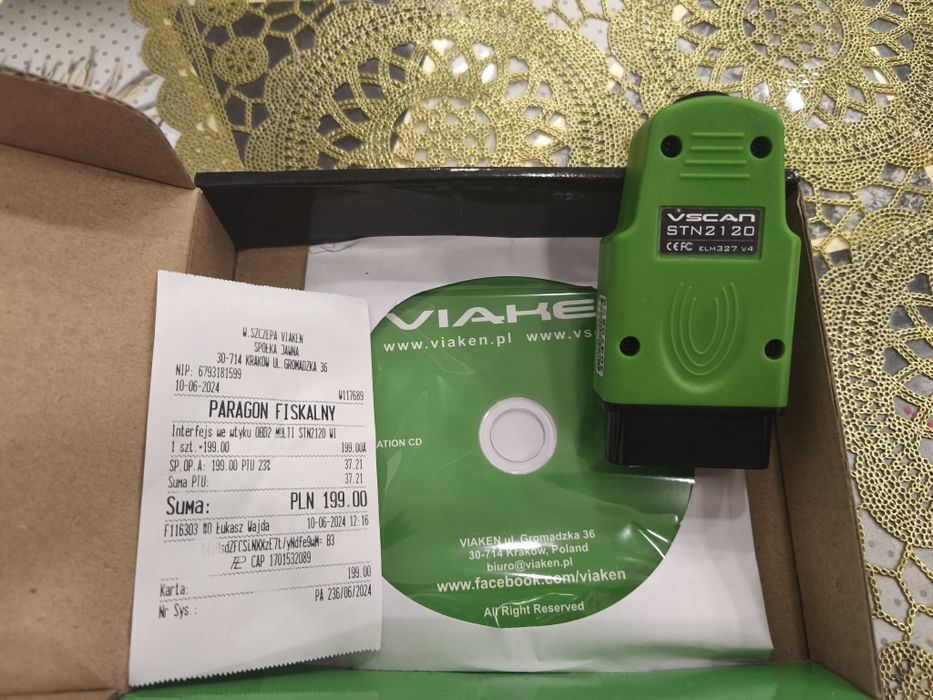 W.SZCZEPA VIAKEN
SPÓŁKA JAWNA
30-714 KRAKÓW UL.GROMADZKA 36
NIP: 6793181599
10-06-2024 W117689
PARAGON FISKALNY
Interfejs we wtyku OBD2 MULTI STN2120 WI
1 szt.*199.00 199.00A
SP.OP.A: 199.00 PTU 23% 37.21
Suma PTU: 37.21
Suma: PLN 199.00
F116303 #0 Łukasz Wajda 10-06-2024 12:16
B3
CAP 1701532089
Karta: 199.00
Nr Sys.: PA 236/06/2024
VIAKE
www.viaken.pl www.vs
ATION CD
VIAKEN ul. Gromadzka 36
30-714 Kraków, Poland
biuro@viaken.pl
www.facebook.com/viaken
All Right Reserved
VSCAN
STN2120
CE FC ELM327 V4